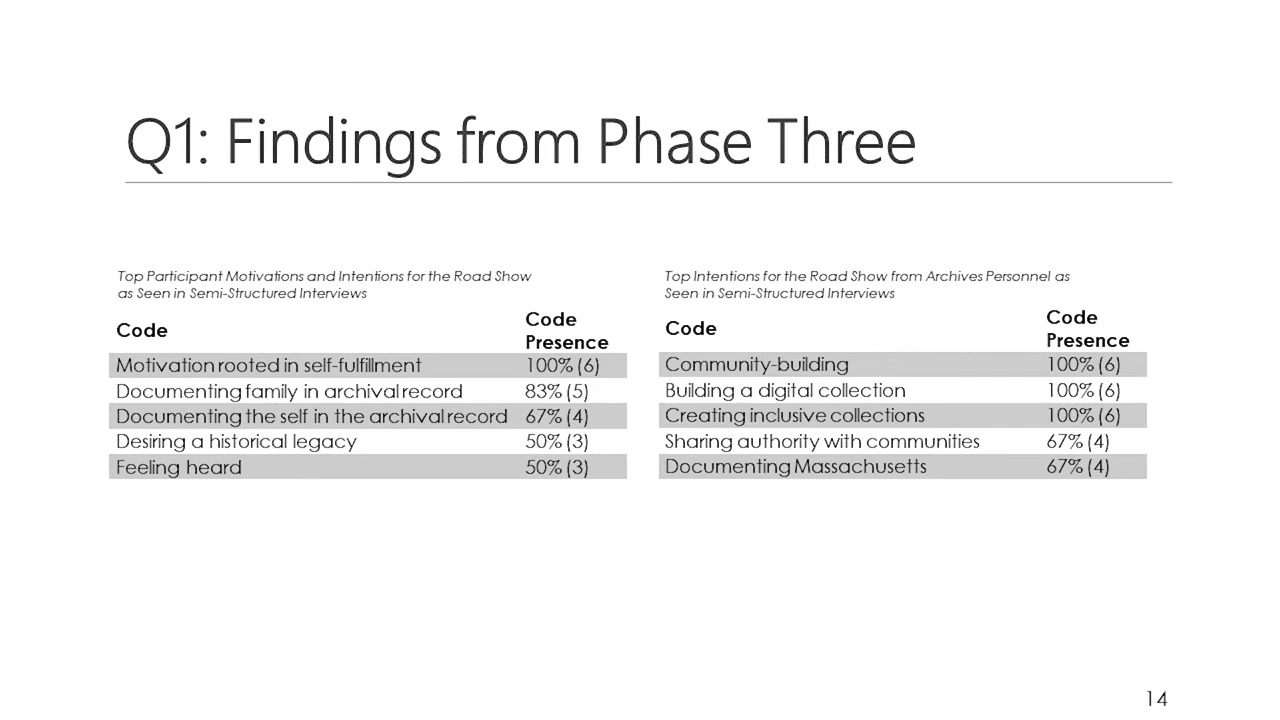 Q1: Findings from Phase Three
Top Participant Motivations and Intentions for the Road Show
as Seen in Semi-Structured Interviews
Code
Code
Presence
Motivation rooted in self-fulfillment 100% (6)
Documenting family in archival record 83% (5)
Documenting the self in the archival record 67% (4)
Desiring a historical legacy 50% (3)
Feeling heard 50% (3)
Top Intentions for the Road Show from Archives Personnel as
Seen in Semi-Structured Interviews
Code
Code
Presence
Community-building 100% (6)
Building a digital collection 100% (6)
Creating inclusive collections 100% (6)
Sharing authority with communities 67% (4)
Documenting Massachusetts 67% (4)
14